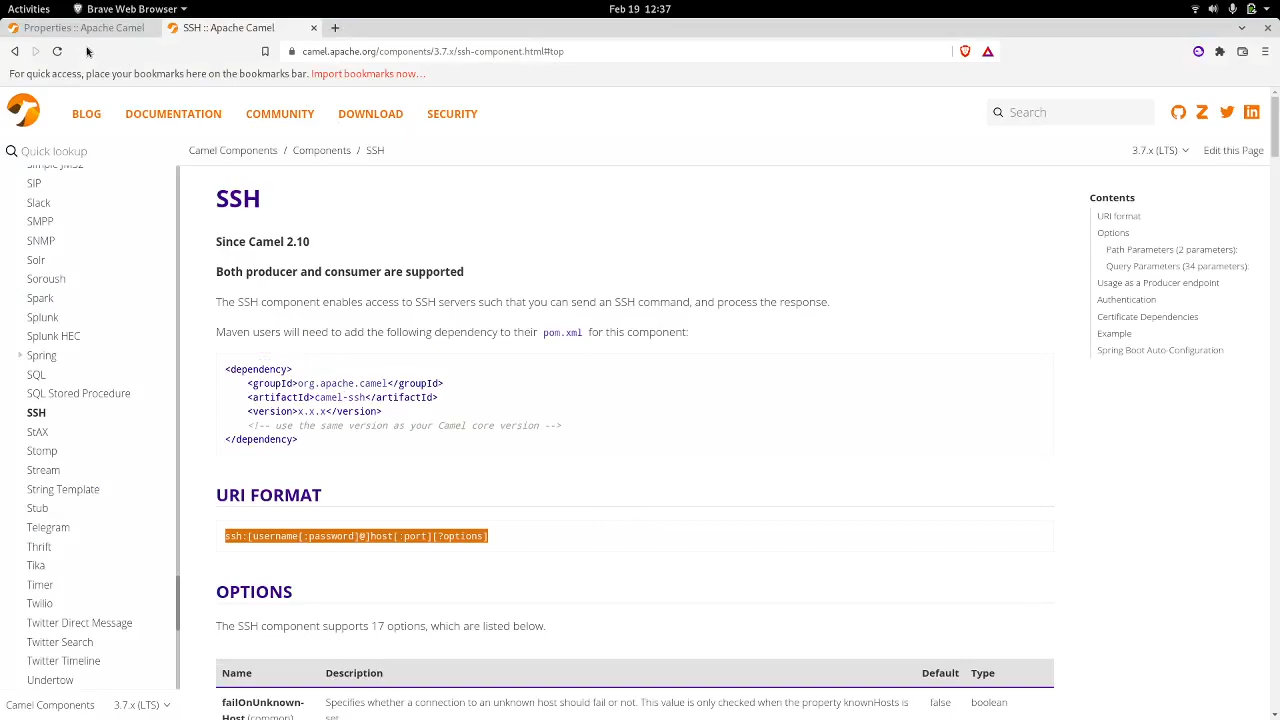 Activities
Brave Web Browser
Feb 19 12:37
Properties :: Apache Camel
SSH :: Apache Camel
camel.apache.org/components/3.7.x/ssh-component.html#top
For quick access, place your bookmarks here on the bookmarks bar. Import bookmarks now…
BLOG
DOCUMENTATION
COMMUNITY
DOWNLOAD
SECURITY
Search
Quick lookup
Camel Components / Components / SSH
3.7.x (LTS)
Edit this Page
Simple JMS2
SIP
Slack
SMPP
SNMP
Solr
Soroush
Spark
Splunk
Splunk HEC
Spring
SQL
SQL Stored Procedure
SSH
StAX
Stomp
Stream
String Template
Stub
Telegram
Thrift
Tika
Timer
Twilio
Twitter Direct Message
Twitter Search
Twitter Timeline
Undertow
Camel Components
3.7.x (LTS)
SSH
Since Camel 2.10
Both producer and consumer are supported
The SSH component enables access to SSH servers such that you can send an SSH command, and process the response.
Maven users will need to add the following dependency to their pom.xml for this component:
<dependency>
    <groupId>org.apache.camel</groupId>
    <artifactId>camel-ssh</artifactId>
    <version>x.x.x</version>
    <!-- use the same version as your Camel core version -->
</dependency>
URI FORMAT
ssh:[username[:password]@]host[:port][?options]
OPTIONS
The SSH component supports 17 options, which are listed below.
Name
Description
Default
Type
failOnUnknown-
Host (common)
Specifies whether a connection to an unknown host should fail or not. This value is only checked when the property knownHosts is
set.
false
boolean
Contents
URI format
Options
Path Parameters (2 parameters):
Query Parameters (34 parameters):
Usage as a Producer endpoint
Authentication
Certificate Dependencies
Example
Spring Boot Auto-Configuration